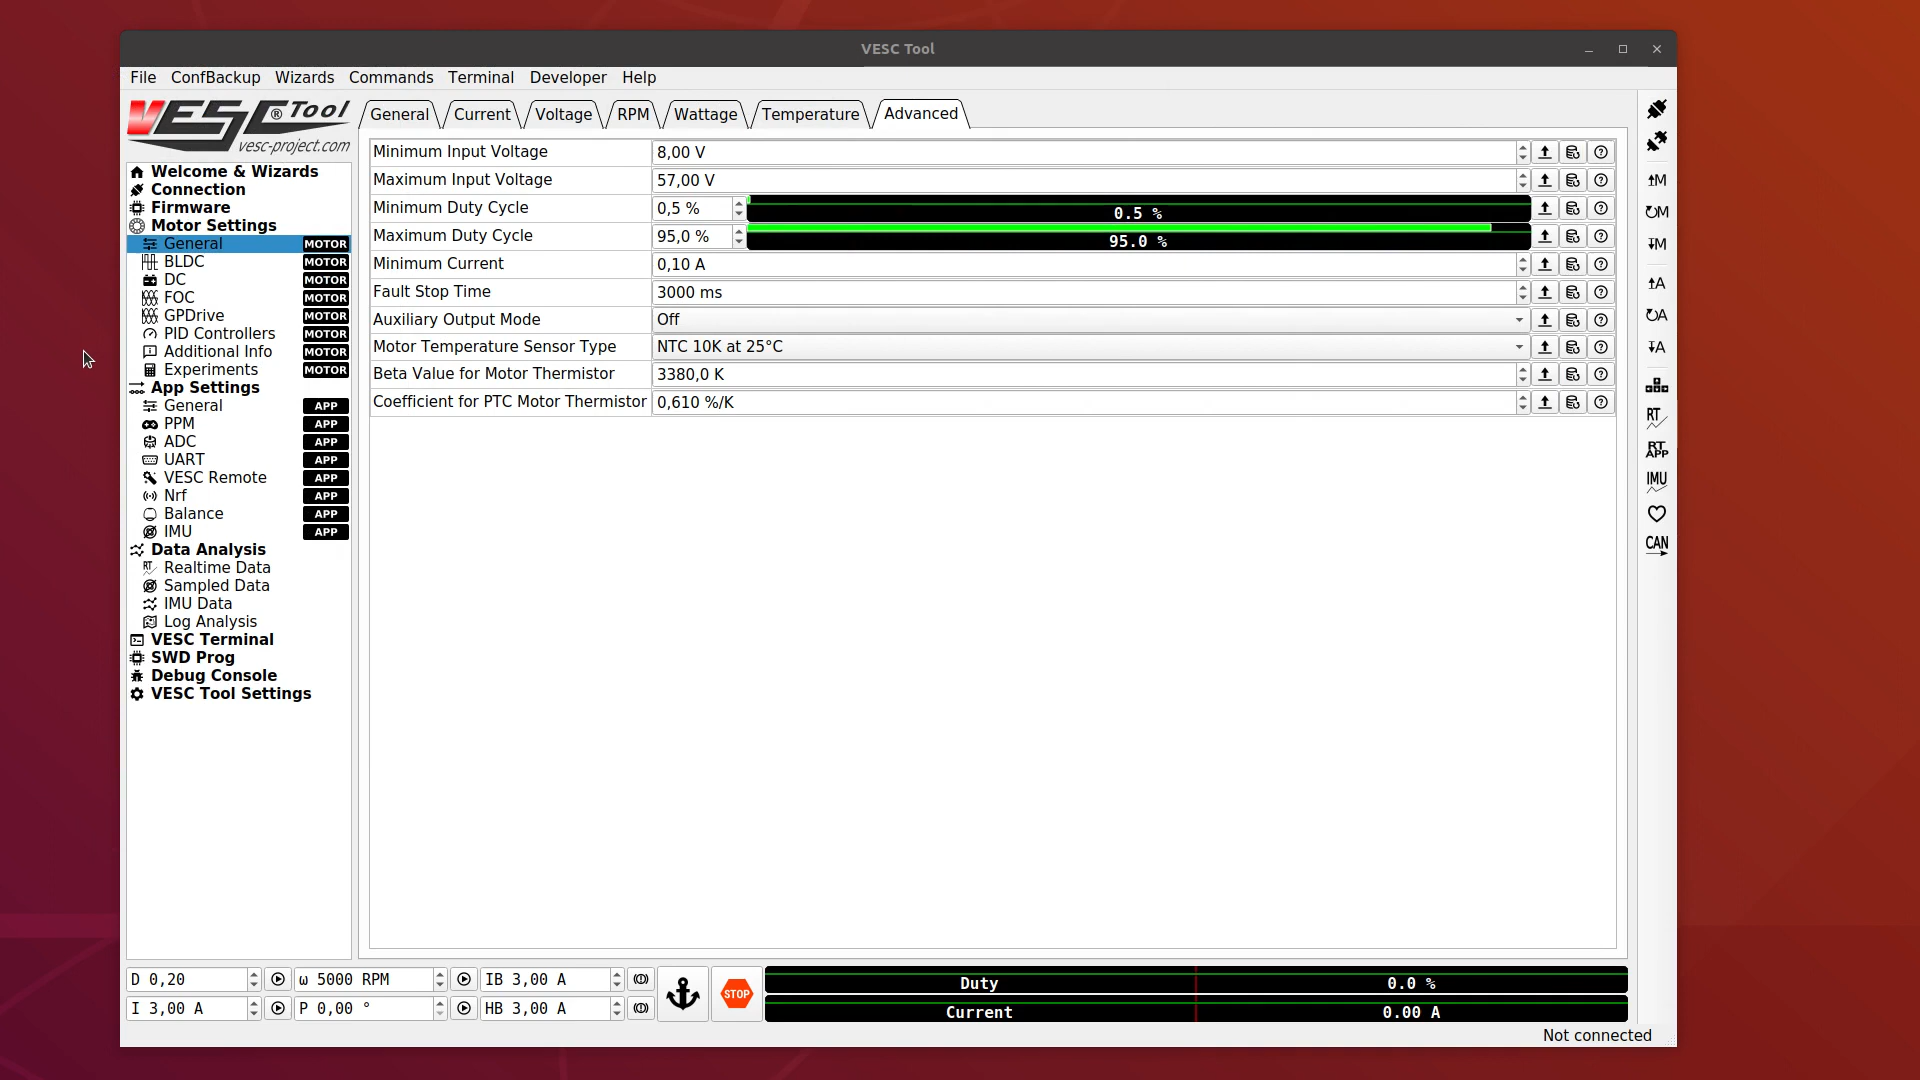 VESC Tool
File ConfBackup Wizards Commands Terminal Developer Help
VESC® Tool
vesc-project.com
General Current Voltage RPM Wattage Temperature Advanced
Welcome & Wizards
Connection
Firmware
Motor Settings
General MOTOR
BLDC MOTOR
DC MOTOR
FOC MOTOR
GPDrive MOTOR
PID Controllers MOTOR
Additional Info MOTOR
Experiments MOTOR
App Settings
General APP
PPM APP
ADC APP
UART APP
VESC Remote APP
Nrf APP
Balance APP
IMU APP
Data Analysis
RT Realtime Data
Sampled Data
IMU Data
Log Analysis
VESC Terminal
SWD Prog
Debug Console
VESC Tool Settings
Minimum Input Voltage 8,00 V
Maximum Input Voltage 57,00 V
Minimum Duty Cycle 0,5 % 0.5 %
Maximum Duty Cycle 95,0 % 95.0 %
Minimum Current 0,10 A
Fault Stop Time 3000 ms
Auxiliary Output Mode Off
Motor Temperature Sensor Type NTC 10K at 25°C
Beta Value for Motor Thermistor 3380,0 K
Coefficient for PTC Motor Thermistor 0,610 %/K
M
M
M
A
A
A
RT
RT
APP
IMU
CAN
D 0,20 ω 5000 RPM IB 3,00 A
I 3,00 A P 0,00 ° HB 3,00 A
STOP
Duty 0.0 %
Current 0.00 A
Not connected